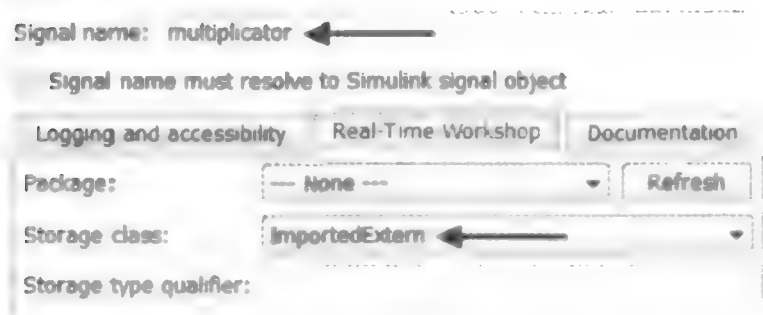 Signal name: multiplicator
Signal name must resolve to Simulink signal object
Logging and accessibility Real-Time Workshop Documentation
Package: --- None --- Refresh
Storage class: ImportedExtern
Storage type qualifier: